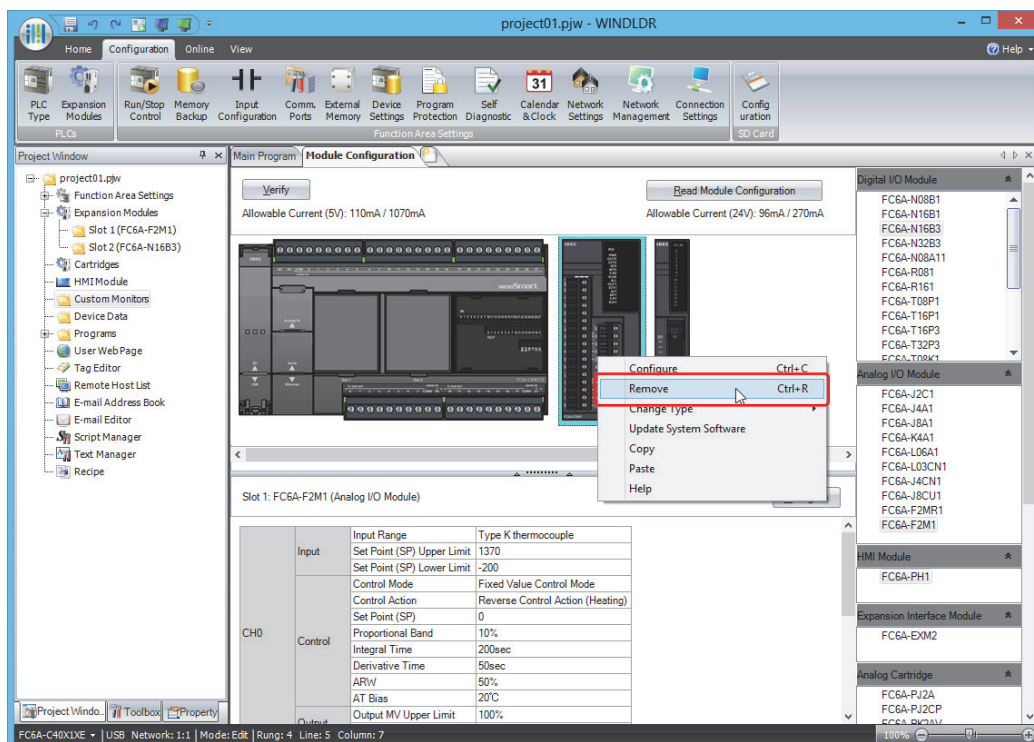 project01.pjw - WINDLDR
Home Configuration Online View
Help
PLC Type
Expansion Modules
Run/Stop Control
Memory Backup
Input Configuration
Comm. Ports
External Memory
Device Settings
Program Protection
Self Diagnostic
31
Calendar & Clock
Network Settings
Network Management
Connection Settings
Config uration
PLCs
Function Area Settings
SD Card
Project Window
project01.pjw
Function Area Settings
Expansion Modules
Slot 1 (FC6A-F2M1)
Slot 2 (FC6A-N16B3)
Cartridges
HMI Module
Custom Monitors
Device Data
Programs
User Web Page
Tag Editor
Remote Host List
E-mail Address Book
E-mail Editor
Script Manager
Text Manager
Recipe
Project Windo...
Toolbox
Property
Main Program
Module Configuration
Verify
Read Module Configuration
Allowable Current (5V): 110mA / 1070mA
Allowable Current (24V): 96mA / 270mA
Configure Ctrl+C
Remove Ctrl+R
Change Type
Update System Software
Copy
Paste
Help
Slot 1: FC6A-F2M1 (Analog I/O Module)
CH0
Input
Input Range Type K thermocouple
Set Point (SP) Upper Limit 1370
Set Point (SP) Lower Limit -200
Control
Control Mode Fixed Value Control Mode
Control Action Reverse Control Action (Heating)
Set Point (SP) 0
Proportional Band 10%
Integral Time 200sec
Derivative Time 50sec
ARW 50%
AT Bias 20°C
Output
Output MV Upper Limit 100%
Digital I/O Module
FC6A-N08B1
FC6A-N16B1
FC6A-N16B3
FC6A-N32B3
FC6A-N08A11
FC6A-R081
FC6A-R161
FC6A-T08P1
FC6A-T16P1
FC6A-T16P3
FC6A-T32P3
FC6A-T08K1
Analog I/O Module
FC6A-J2C1
FC6A-J4A1
FC6A-J8A1
FC6A-K4A1
FC6A-L06A1
FC6A-L03CN1
FC6A-J4CN1
FC6A-J8CU1
FC6A-F2MR1
FC6A-F2M1
HMI Module
FC6A-PH1
Expansion Interface Module
FC6A-EXM2
Analog Cartridge
FC6A-PJ2A
FC6A-PJ2CP
FC6A-PK2AV
FC6A-C40X1XE USB Network: 1:1 Mode: Edit Rung: 4 Line: 5 Column: 7
100%